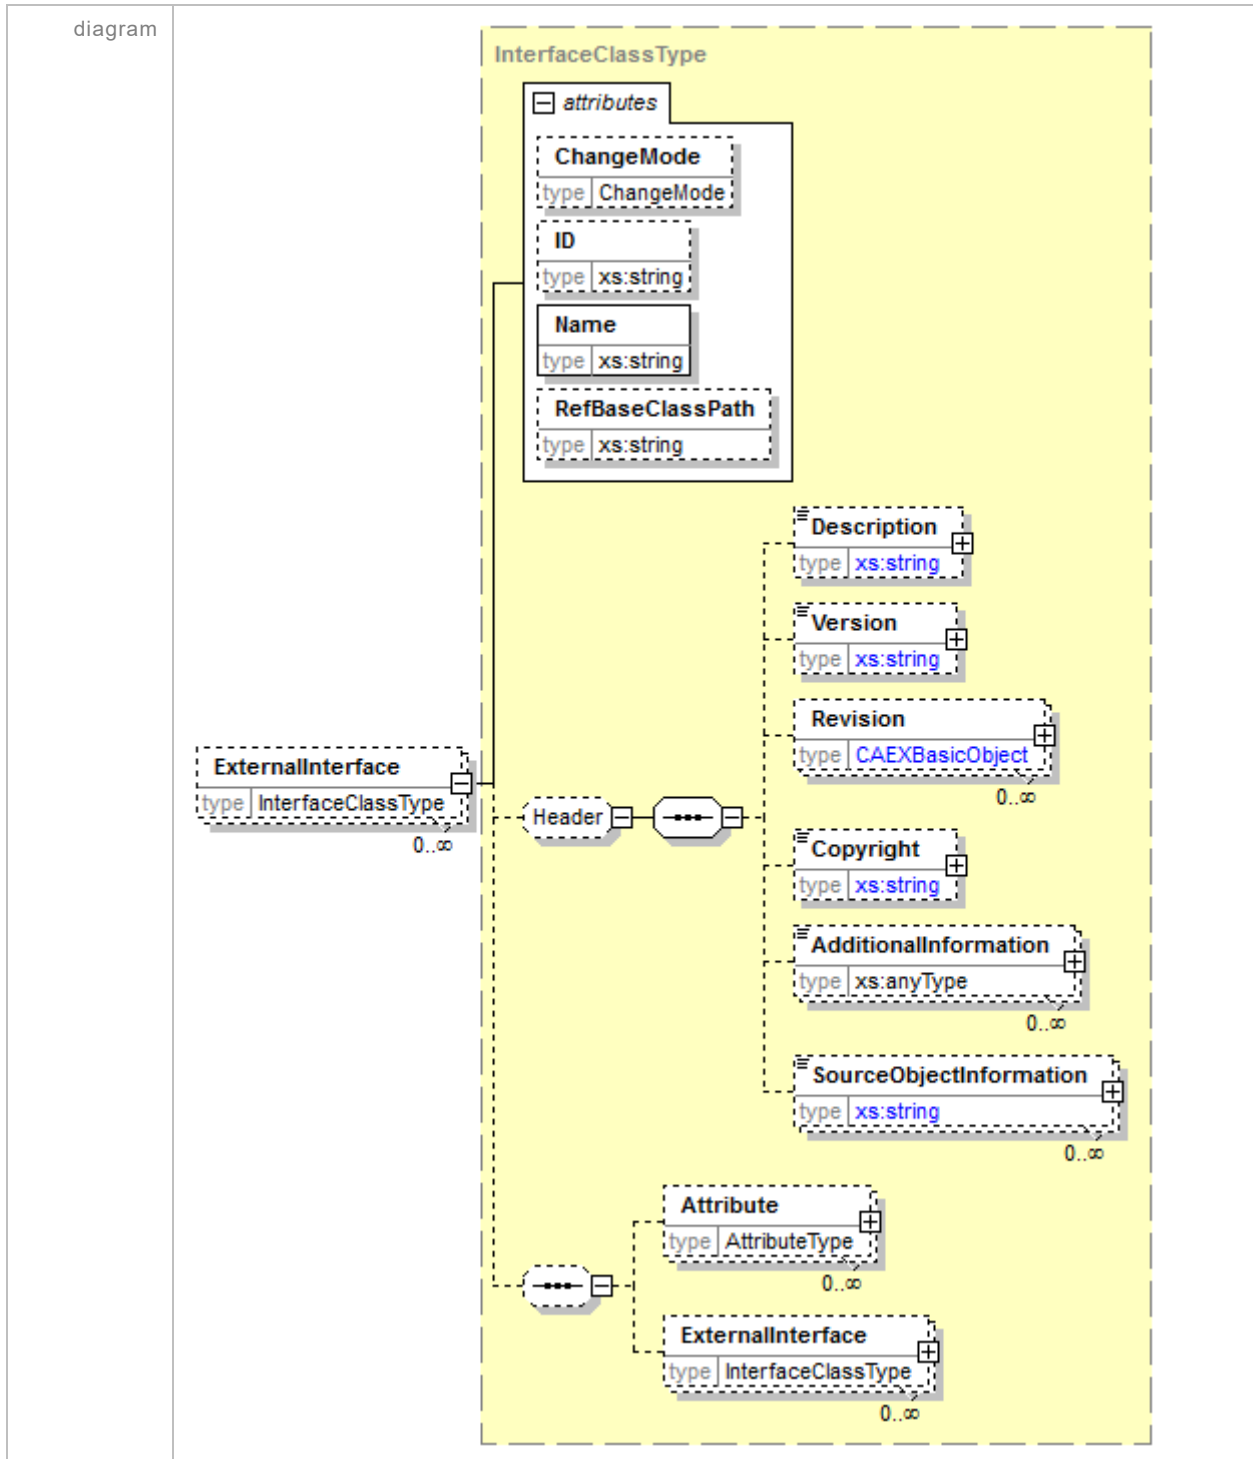 diagram
InterfaceClassType
attributes
ChangeMode
type ChangeMode
ID
type xs:string
Name
type xs:string
RefBaseClassPath
type xs:string
Description
type xs:string
Version
type xs:string
Revision
type CAEXBasicObject
0..∞
ExternalInterface
type InterfaceClassType
0..∞
Header
Copyright
type xs:string
AdditionalInformation
type xs:anyType
0..∞
SourceObjectInformation
type xs:string
0..∞
Attribute
type AttributeType
0..∞
ExternalInterface
type InterfaceClassType
0..∞